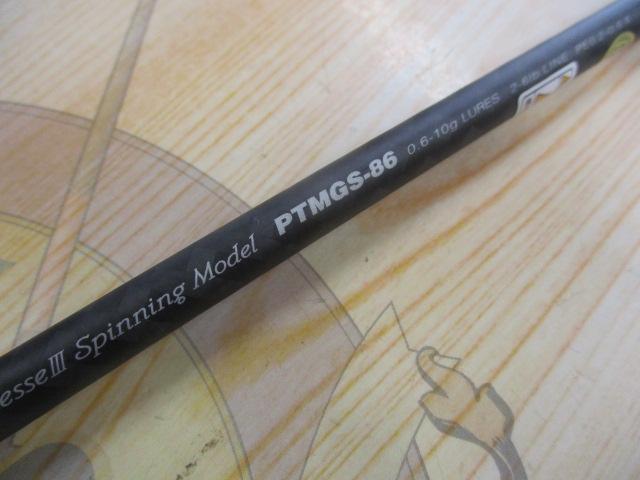 esse III Spinning Model PTMGS-86 0.6-10g LURES 2-6lb LINE